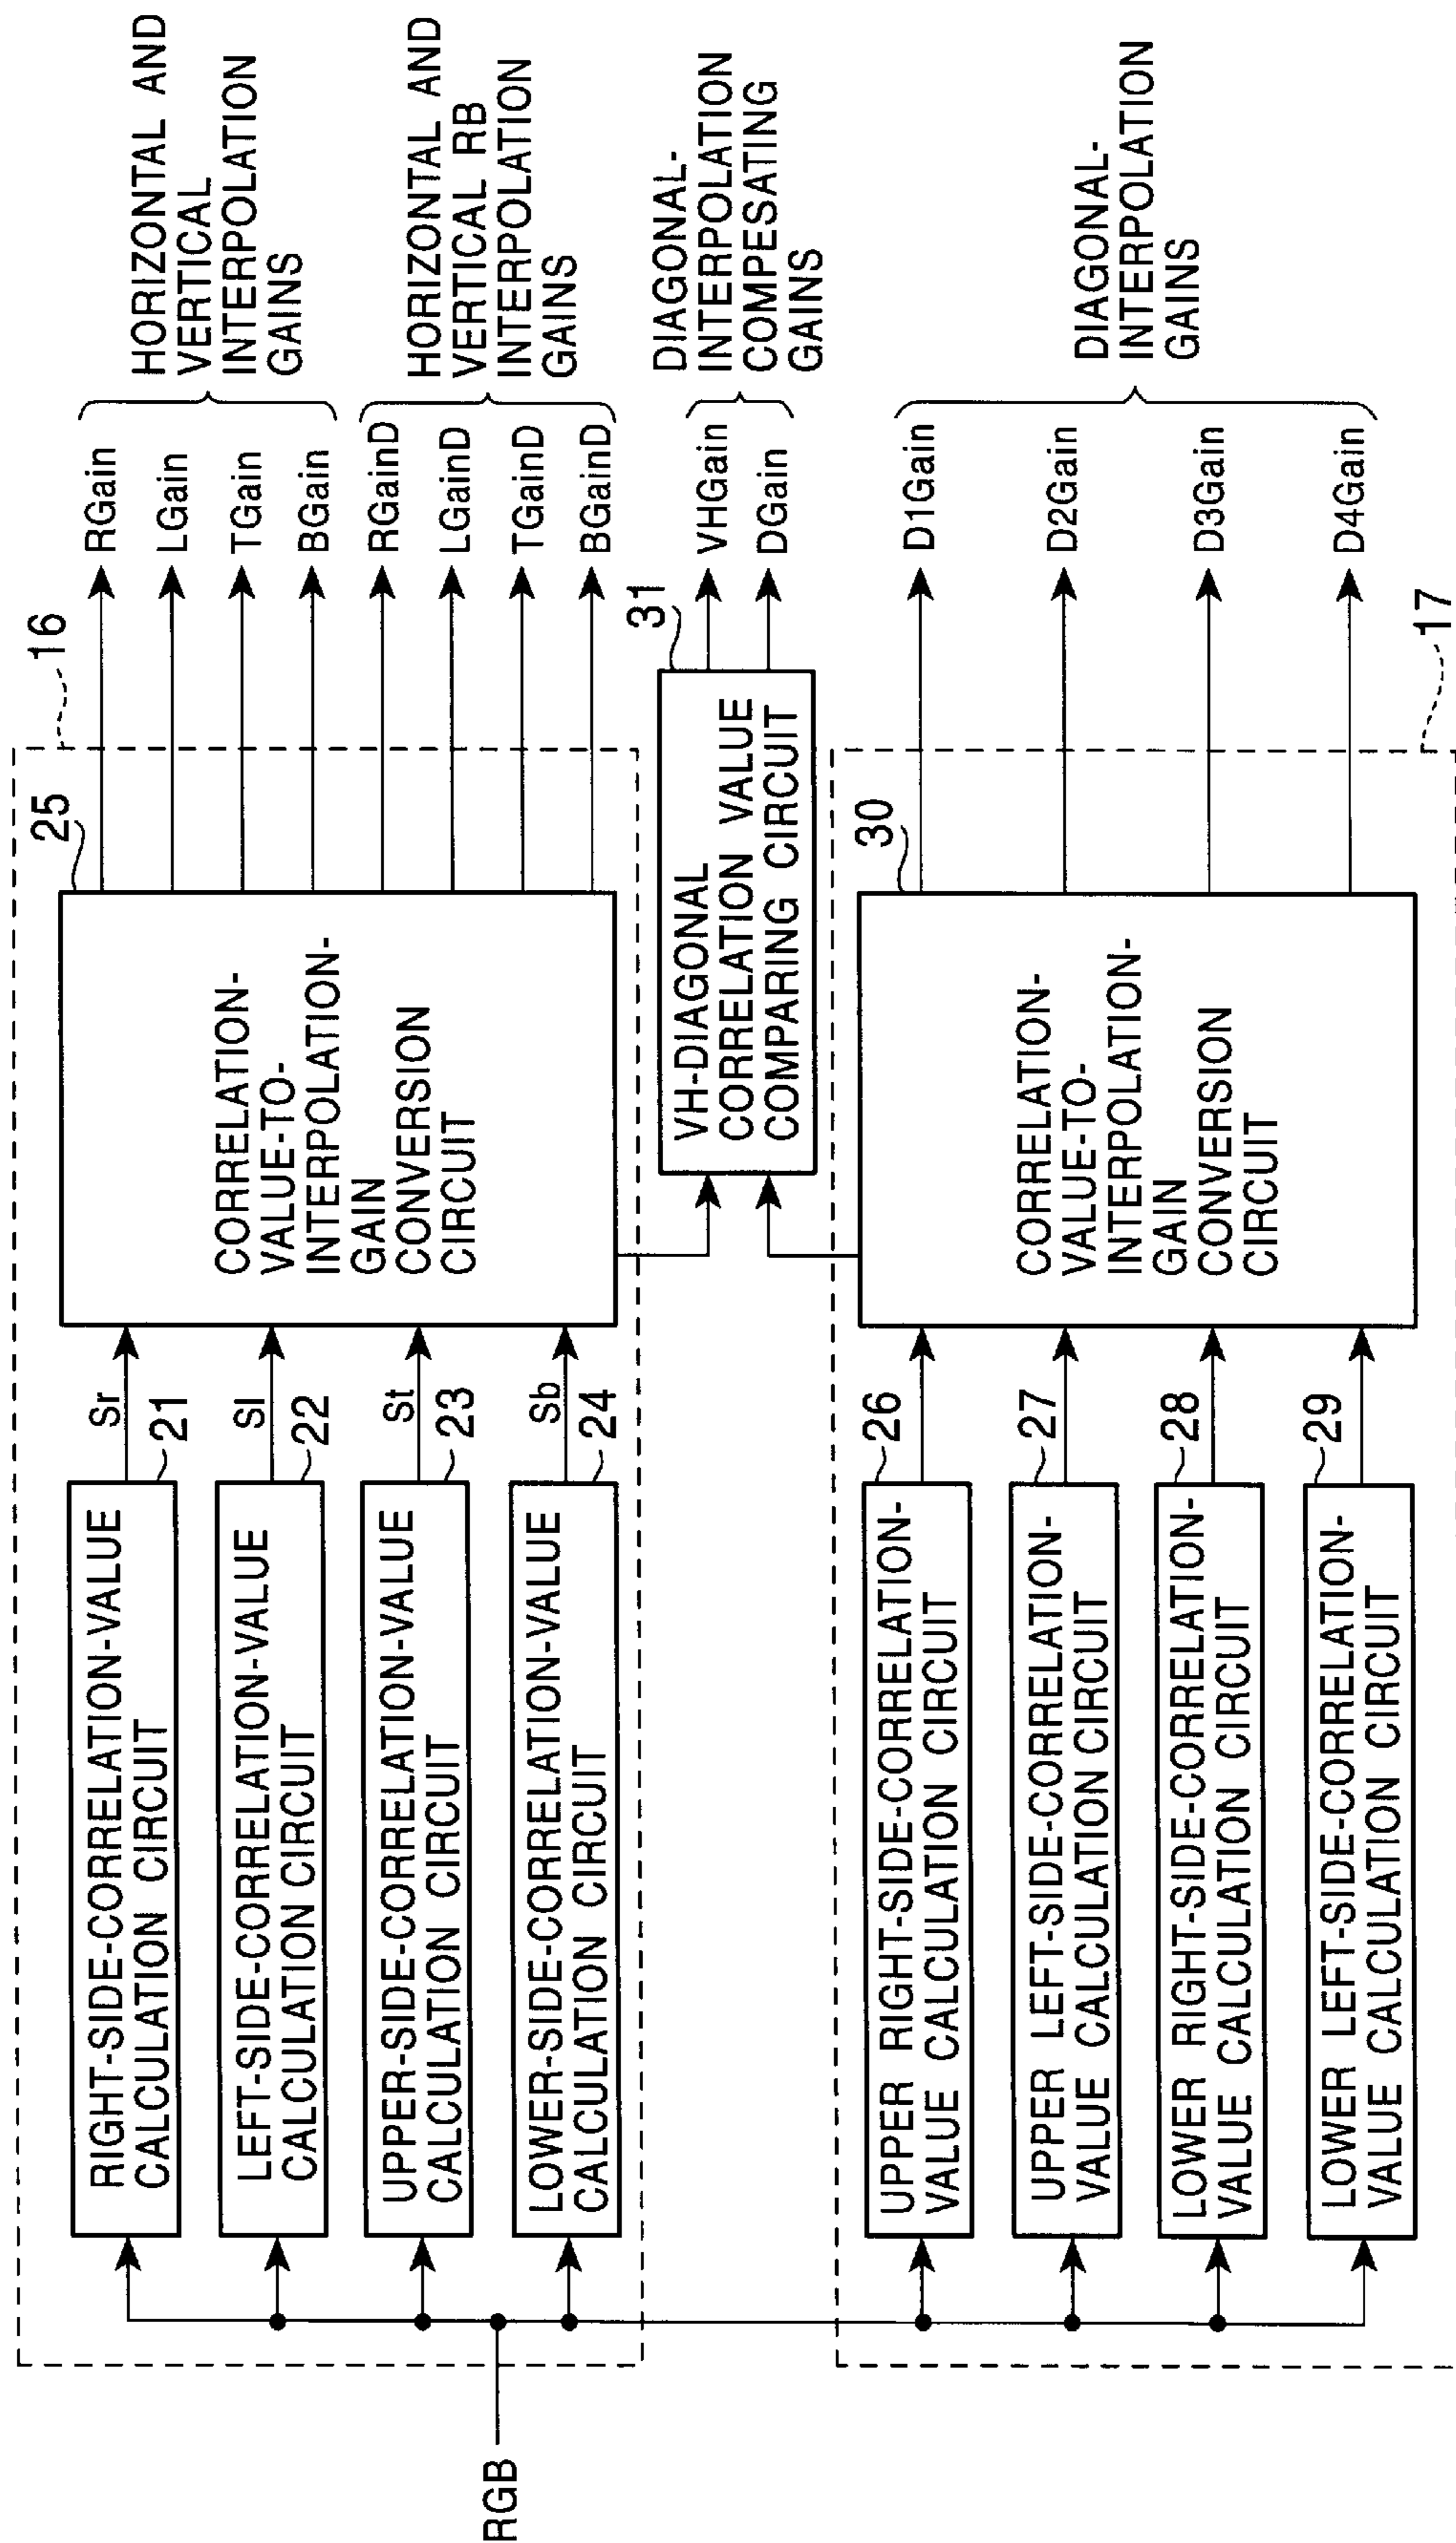 RGB
16
RIGHT-SIDE-CORRELATION-VALUE
CALCULATION CIRCUIT
21
Sr
LEFT-SIDE-CORRELATION-VALUE
CALCULATION CIRCUIT
22
Sl
UPPER-SIDE-CORRELATION-VALUE
CALCULATION CIRCUIT
23
St
LOWER-SIDE-CORRELATION-VALUE
CALCULATION CIRCUIT
24
Sb
25
CORRELATION-
VALUE-TO-
INTERPOLATION-
GAIN
CONVERSION
CIRCUIT
RGain
LGain
TGain
BGain
HORIZONTAL AND
VERTICAL
INTERPOLATION
GAINS
RGainD
LGainD
TGainD
BGainD
HORIZONTAL AND
VERTICAL RB
INTERPOLATION
GAINS
31
VH-DIAGONAL
CORRELATION VALUE
COMPARING CIRCUIT
VHGain
DGain
DIAGONAL-
INTERPOLATION
COMPESATING
GAINS
17
UPPER RIGHT-SIDE-CORRELATION-
VALUE CALCULATION CIRCUIT
26
UPPER LEFT-SIDE-CORRELATION-
VALUE CALCULATION CIRCUIT
27
LOWER RIGHT-SIDE-CORRELATION-
VALUE CALCULATION CIRCUIT
28
LOWER LEFT-SIDE-CORRELATION-
VALUE CALCULATION CIRCUIT
29
30
CORRELATION-
VALUE-TO-
INTERPOLATION-
GAIN
CONVERSION
CIRCUIT
D1Gain
D2Gain
D3Gain
D4Gain
DIAGONAL-
INTERPOLATION
GAINS